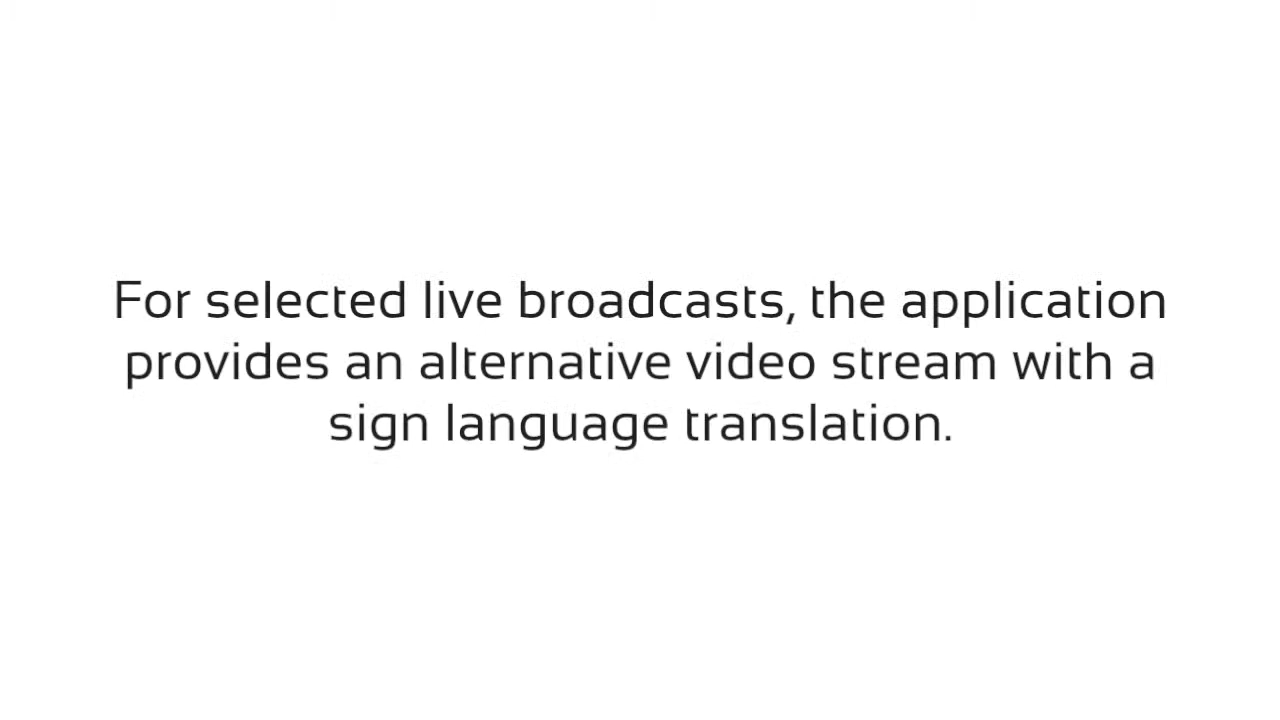 For selected live broadcasts, the application
provides an alternative video stream with a
sign language translation.